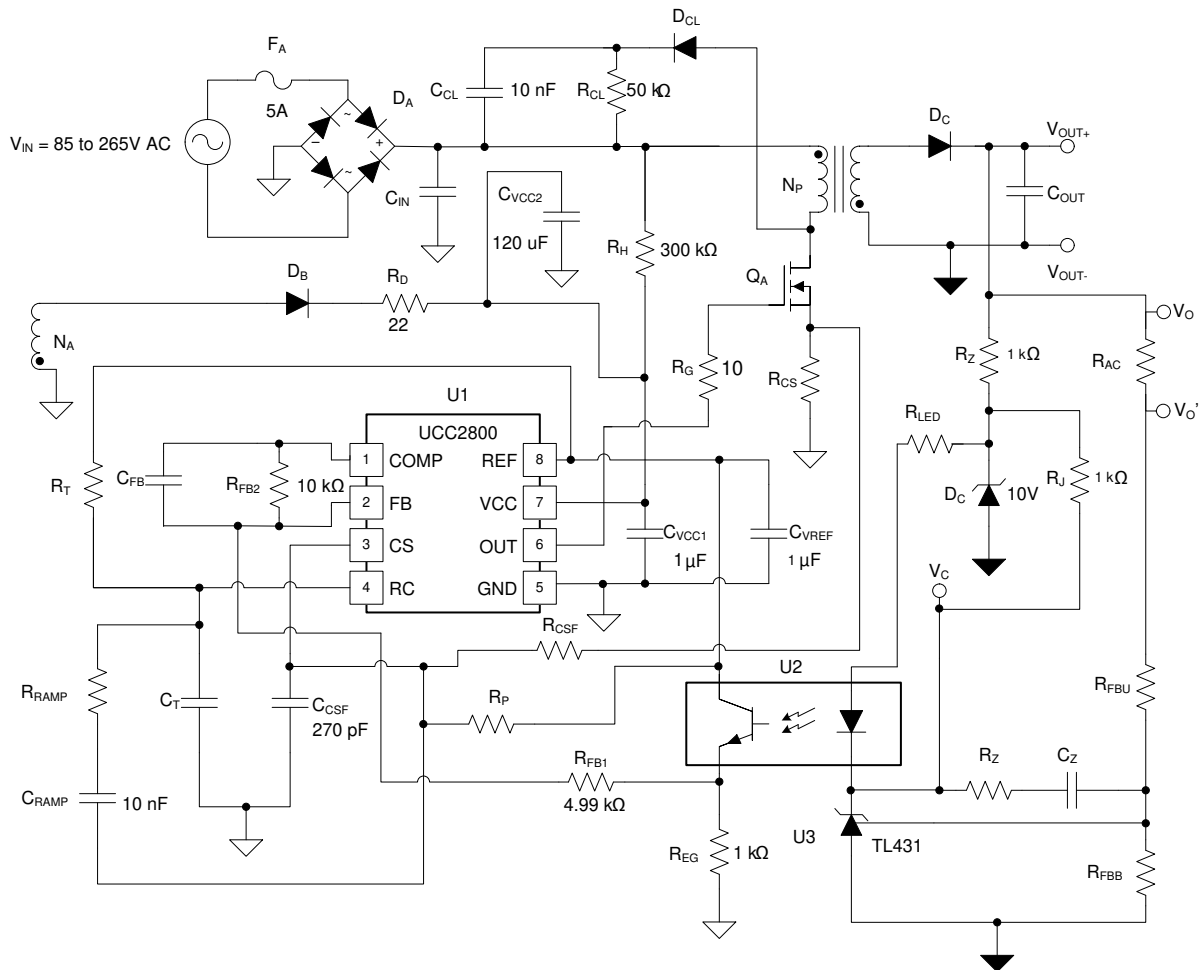 D_CL
F_A
C_CL
10 nF
R_CL
50 kΩ
5A
D_A
D_C
V_OUT+
V_IN = 85 to 265V AC
~
~
−
+
C_IN
C_VCC2
120 uF
N_P
C_OUT
R_H
300 kΩ
V_OUT-
Q_A
D_B
R_D
22
N_A
R_G
10
R_CS
R_Z
1 kΩ
V_O
R_AC
V_O'
R_LED
U1
UCC2800
1
COMP
REF
8
2
FB
VCC
7
3
CS
OUT
6
4
RC
GND
5
R_T
C_FB
R_FB2
10 kΩ
C_VCC1
1 µF
C_VREF
1 µF
D_C
10V
R_J
1 kΩ
V_C
R_CSF
U2
R_RAMP
C_T
C_CSF
270 pF
R_P
R_FBU
R_FB1
4.99 kΩ
R_Z
C_Z
C_RAMP
10 nF
U3
TL431
R_EG
1 kΩ
R_FBB